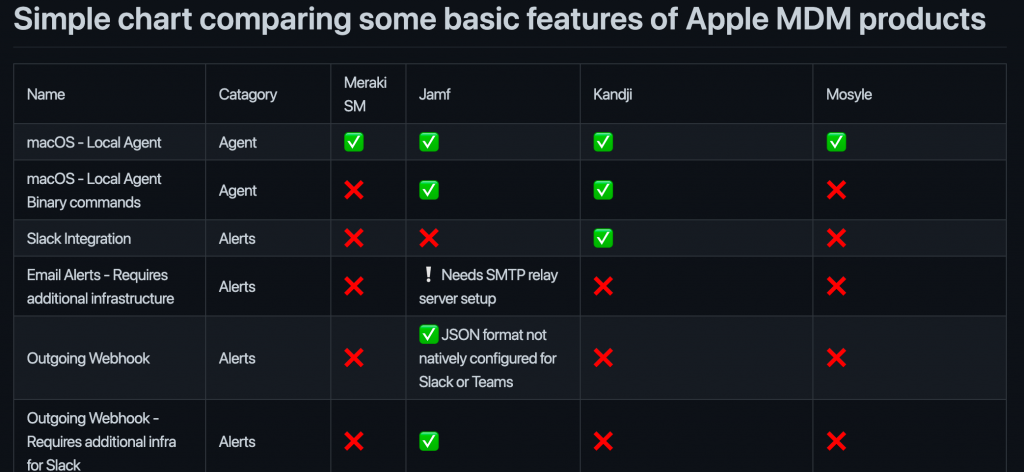 Simple chart comparing some basic features of Apple MDM products
Name Catagory Meraki SM Jamf Kandji Mosyle
macOS - Local Agent Agent ✅ ✅ ✅ ✅
macOS - Local Agent Binary commands Agent ❌ ✅ ✅ ❌
Slack Integration Alerts ❌ ❌ ✅ ❌
Email Alerts - Requires additional infrastructure Alerts ❌ ❗ Needs SMTP relay server setup ❌ ❌
Outgoing Webhook Alerts ❌ ✅ JSON format not natively configured for Slack or Teams ❌ ❌
Outgoing Webhook - Requires additional infra for Slack Alerts ❌ ✅ ❌ ❌